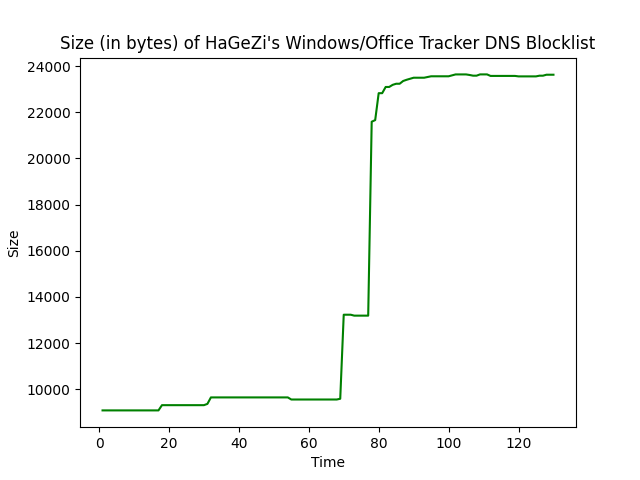 Size (in bytes) of HaGeZi's Windows/Office Tracker DNS Blocklist
24000
22000
20000
18000
16000
14000
12000
10000
Size
0 20 40 60 80 100 120
Time